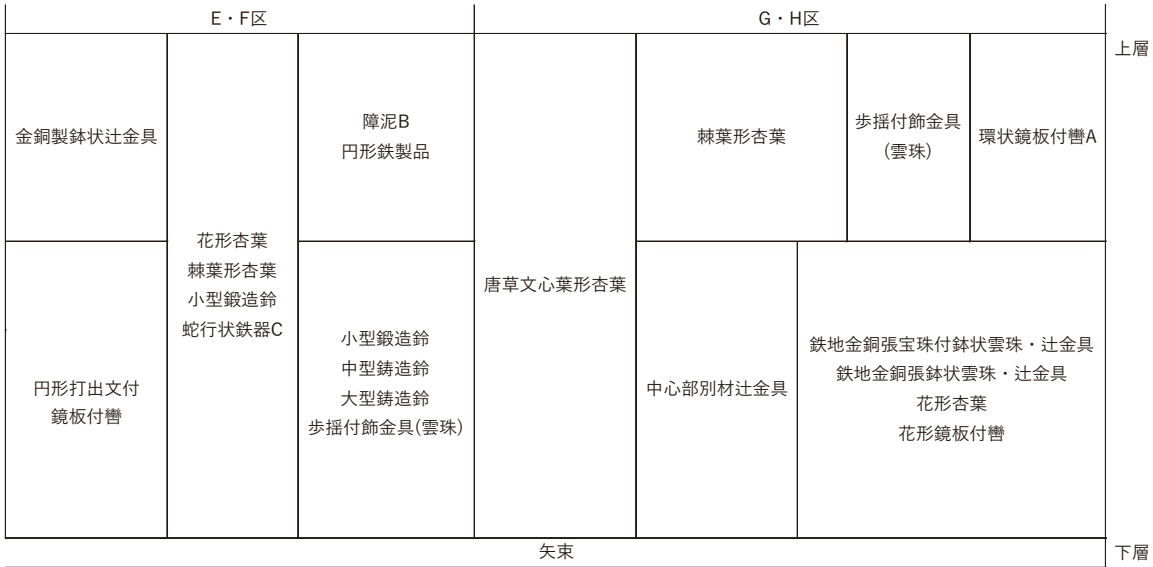 E・F区
G・H区
上層
金銅製鉢状辻金具
花形杏葉
棘葉形杏葉
小型鍛造鈴
蛇行状鉄器C
障泥B
円形鉄製品
唐草文心葉形杏葉
棘葉形杏葉
歩揺付飾金具
(雲珠)
環状鏡板付轡A
円形打出文付
鏡板付轡
小型鍛造鈴
中型鋳造鈴
大型鋳造鈴
歩揺付飾金具(雲珠)
中心部別材辻金具
鉄地金銅張宝珠付鉢状雲珠・辻金具
鉄地金銅張鉢状雲珠・辻金具
花形杏葉
花形鏡板付轡
矢束
下層